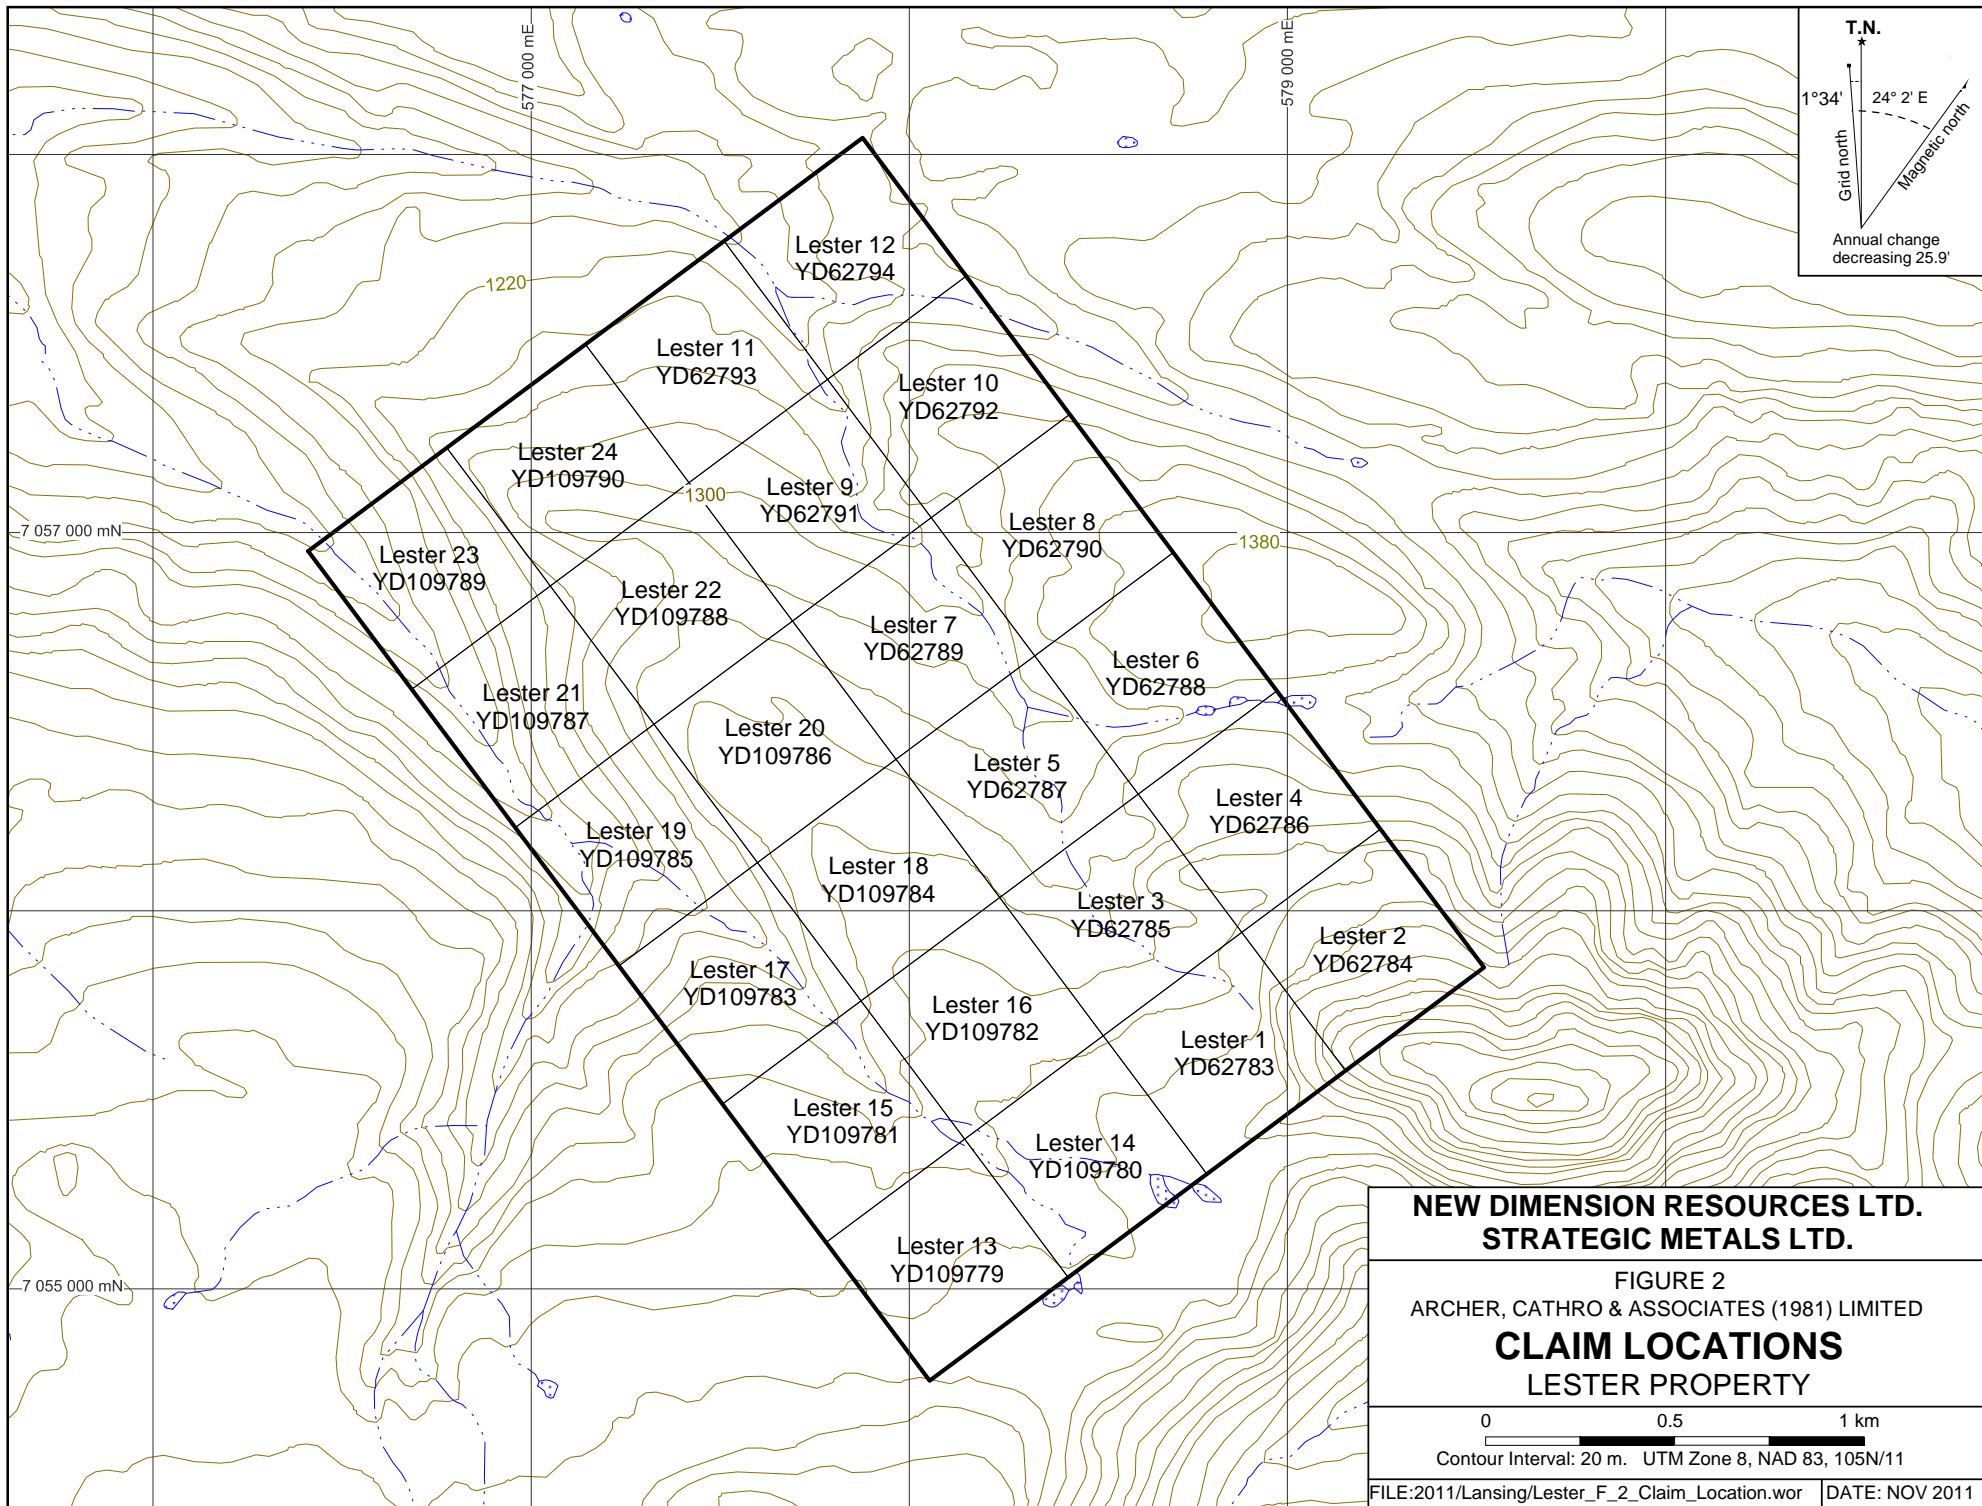 577 000 mE
579 000 mE
T.N.
1°34'
24° 2' E
Grid north
Magnetic north
Annual change
decreasing 25.9'
Lester 12
YD62794
1220
Lester 11
YD62793
Lester 10
YD62792
Lester 24
YD109790
1300
Lester 9
YD62791
Lester 8
YD62790
7 057 000 mN
1380
Lester 23
YD109789
Lester 22
YD109788
Lester 7
YD62789
Lester 6
YD62788
Lester 21
YD109787
Lester 20
YD109786
Lester 5
YD62787
Lester 4
YD62786
Lester 19
YD109785
Lester 18
YD109784
Lester 3
YD62785
Lester 2
YD62784
Lester 17
YD109783
Lester 16
YD109782
Lester 1
YD62783
Lester 15
YD109781
Lester 14
YD109780
Lester 13
YD109779
7 055 000 mN
NEW DIMENSION RESOURCES LTD.
STRATEGIC METALS LTD.
FIGURE 2
ARCHER, CATHRO & ASSOCIATES (1981) LIMITED
CLAIM LOCATIONS
LESTER PROPERTY
0 0.5 1 km
Contour Interval: 20 m. UTM Zone 8, NAD 83, 105N/11
FILE:2011/Lansing/Lester_F_2_Claim_Location.wor DATE: NOV 2011